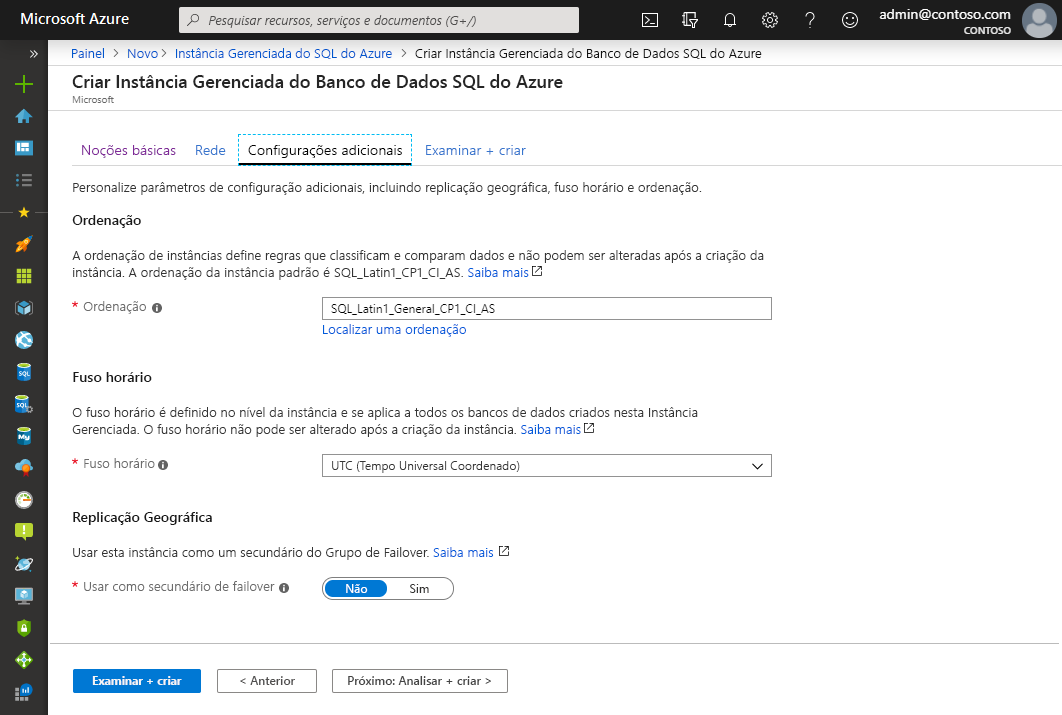 Microsoft Azure
Pesquisar recursos, serviços e documentos (G+/)
admin@contoso.com
CONTOSO
Painel > Novo > Instância Gerenciada do SQL do Azure > Criar Instância Gerenciada do Banco de Dados SQL do Azure
Criar Instância Gerenciada do Banco de Dados SQL do Azure
Microsoft
Noções básicas Rede Configurações adicionais Examinar + criar
Personalize parâmetros de configuração adicionais, incluindo replicação geográfica, fuso horário e ordenação.
Ordenação
A ordenação de instâncias define regras que classificam e comparam dados e não podem ser alteradas após a criação da
instância. A ordenação da instância padrão é SQL_Latin1_CP1_CI_AS. Saiba mais
* Ordenação
SQL_Latin1_General_CP1_CI_AS
Localizar uma ordenação
Fuso horário
O fuso horário é definido no nível da instância e se aplica a todos os bancos de dados criados nesta Instância
Gerenciada. O fuso horário não pode ser alterado após a criação da instância. Saiba mais
* Fuso horário
UTC (Tempo Universal Coordenado)
Replicação Geográfica
Usar esta instância como um secundário do Grupo de Failover. Saiba mais
* Usar como secundário de failover
Não Sim
Examinar + criar
< Anterior
Próximo: Analisar + criar >
SQL
SQL
My